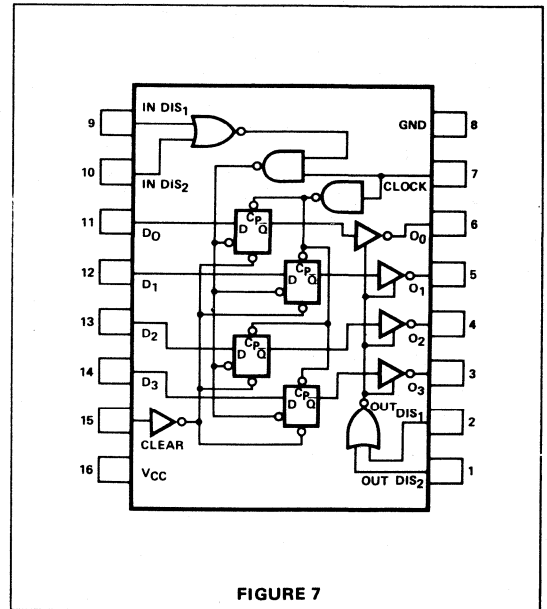 IN DIS1
9
GND
8
10
IN DIS2
7
CLOCK
11
D0
CP
D
Q̅
6
O0
12
D1
CP
D
Q̅
5
O1
13
D2
CP
D
Q̅
4
O2
14
D3
CP
D
Q̅
3
O3
15
CLEAR
OUT DIS1
2
16
VCC
OUT DIS2
1
FIGURE 7